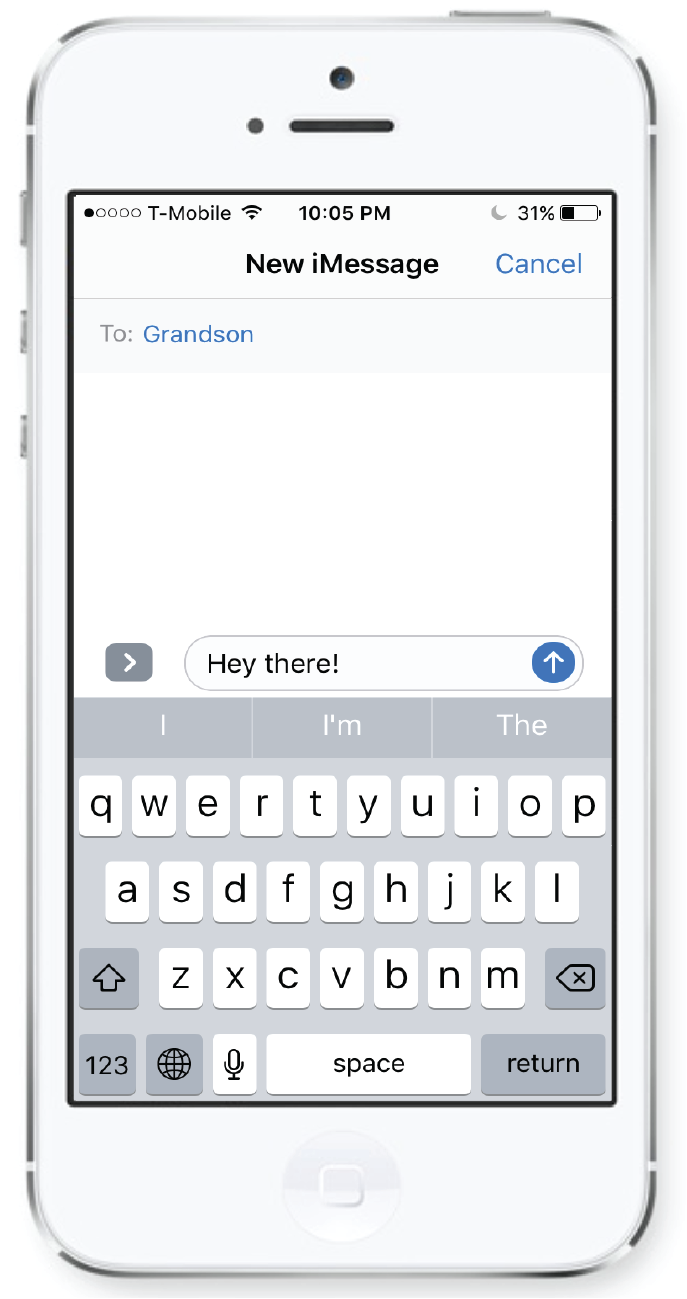 T-Mobile 10:05 PM 31%
New iMessage Cancel
To: Grandson
Hey there!
I I'm The
q w e r t y u i o p
a s d f g h j k l
z x c v b n m
123 space return